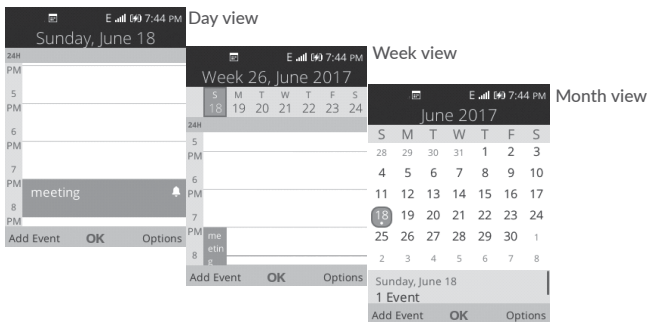 E 7:44 PM
Day view
Sunday, June 18
24H
PM
5
PM
6
PM
7
PM
meeting
8
PM
Add Event OK Options
E 7:44 PM
Week view
Week 26, June 2017
S M T W T F S
18 19 20 21 22 23 24
24H
5
PM
6
PM
7
PM
me
etin
g
8
Add Event OK Options
E 7:44 PM
Month view
June 2017
S M T W T F S
28 29 30 31 1 2 3
4 5 6 7 8 9 10
11 12 13 14 15 16 17
18 19 20 21 22 23 24
25 26 27 28 29 30 1
2 3 4 5 6 7 8
Sunday, June 18
1 Event
Add Event OK Options